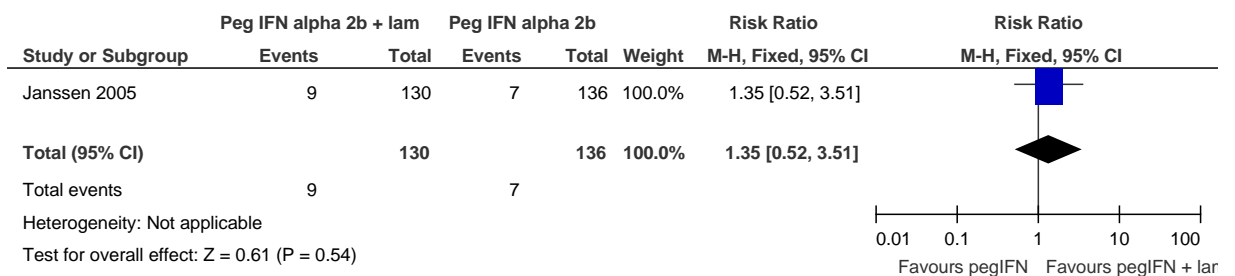 Peg IFN alpha 2b + lam Peg IFN alpha 2b Risk Ratio Risk Ratio
Study or Subgroup Events Total Events Total Weight M-H, Fixed, 95% CI M-H, Fixed, 95% CI
Janssen 2005 9 130 7 136 100.0% 1.35 [0.52, 3.51]
Total (95% CI) 130 136 100.0% 1.35 [0.52, 3.51]
Total events 9 7
Heterogeneity: Not applicable
Test for overall effect: Z = 0.61 (P = 0.54)
0.01 0.1 1 10 100
Favours pegIFN Favours pegIFN + lar